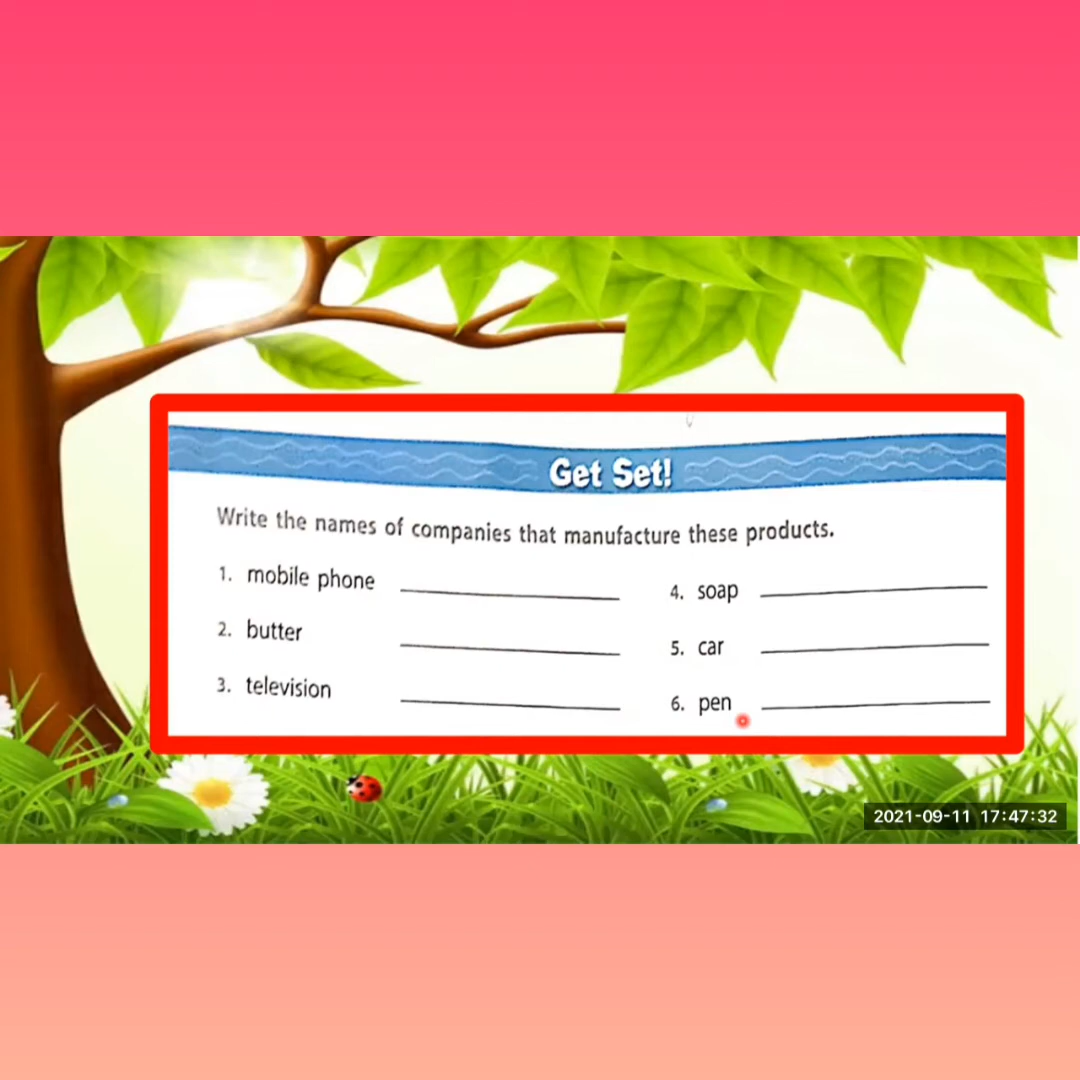 Get Set!
Write the names of companies that manufacture these products.
1. mobile phone
2. butter
3. television
4. soap
5. car
6. pen
2021-09-11 17:47:32